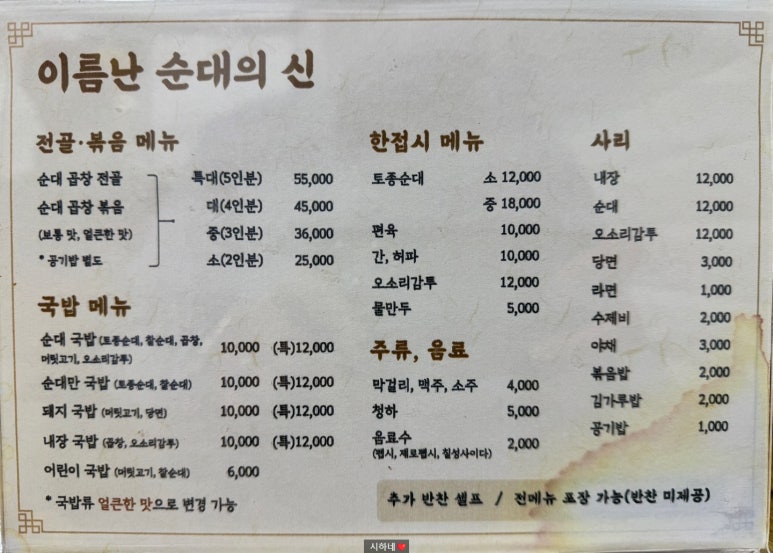 이름난 순대의 신
전골·볶음 메뉴
순대 곱창 전골 특대(5인분) 55,000
순대 곱창 볶음 대(4인분) 45,000
(보통 맛, 얼큰한 맛) 중(3인분) 36,000
* 공기밥 별도 소(2인분) 25,000
국밥 메뉴
순대 국밥 (토종순대, 찰순대, 곱창,
머릿고기, 오소리감투) 10,000 (특)12,000
순대만 국밥 (토종순대, 찰순대) 10,000 (특)12,000
돼지 국밥 (머릿고기, 당면) 10,000 (특)12,000
내장 국밥 (곱창, 오소리감투) 10,000 (특)12,000
어린이 국밥 (머릿고기, 찰순대) 6,000
* 국밥류 얼큰한 맛으로 변경 가능
한접시 메뉴
토종순대 소 12,000
중 18,000
편육 10,000
간, 허파 10,000
오소리감투 12,000
물만두 5,000
주류, 음료
막걸리, 맥주, 소주 4,000
청하 5,000
음료수 2,000
(펩시, 제로펩시, 칠성사이다)
사리
내장 12,000
순대 12,000
오소리감투 12,000
당면 3,000
라면 1,000
수제비 2,000
야채 3,000
볶음밥 2,000
김가루밥 2,000
공기밥 1,000
추가 반찬 셀프 / 전메뉴 포장 가능(반찬 미제공)
시하네❤️